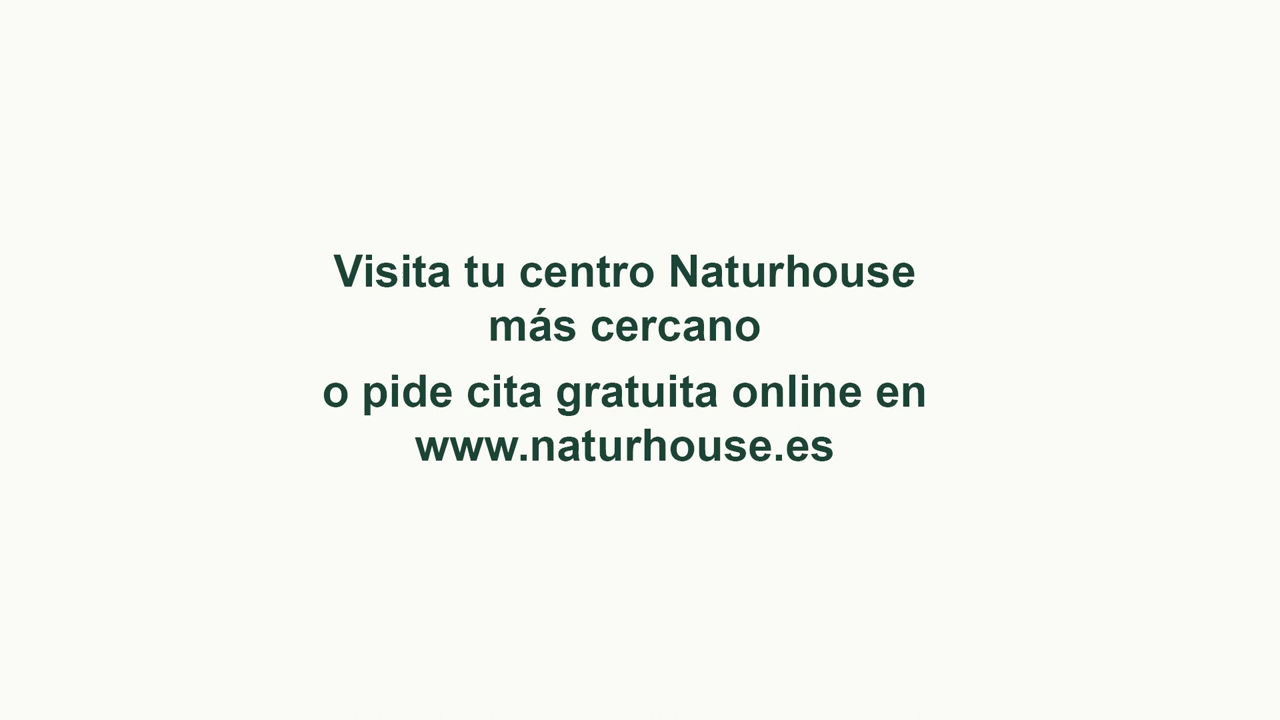 Visita tu centro Naturhouse
más cercano
o pide cita gratuita online en
www.naturhouse.es